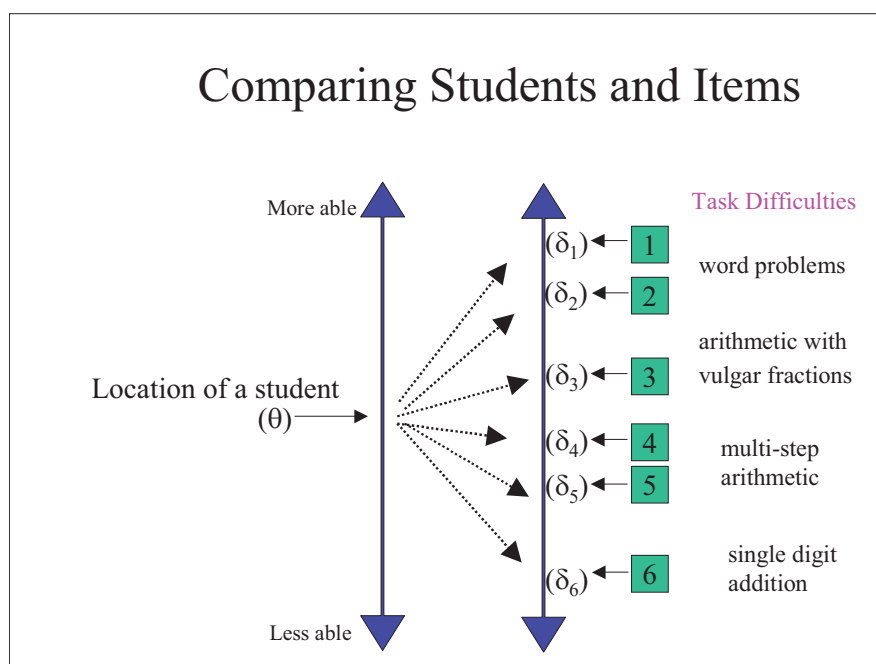 Comparing Students and Items
More able
Task Difficulties
(δ1) 1
word problems
(δ2) 2
arithmetic with
vulgar fractions
(δ3) 3
Location of a student
(θ)
(δ4) 4
multi-step
arithmetic
(δ5) 5
single digit
addition
(δ6) 6
Less able